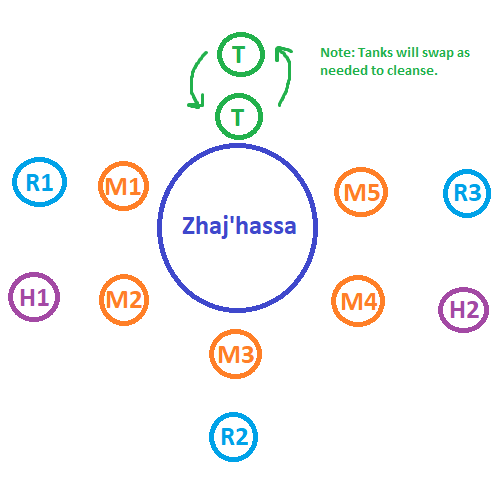 T
Note: Tanks will swap as
needed to cleanse.
T
R1
M1
M5
R3
Zhaj'hassa
H1
M2
M4
H2
M3
R2